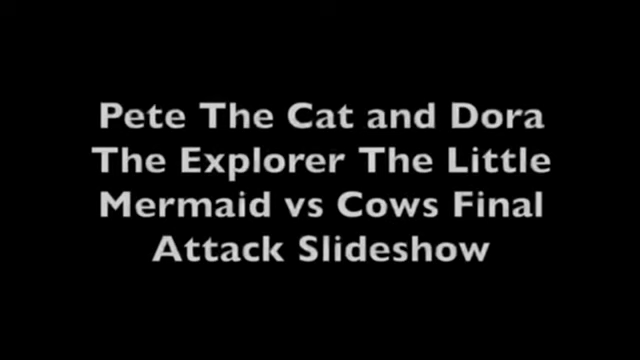 Pete The Cat and Dora
The Explorer The Little
Mermaid vs Cows Final
Attack Slideshow